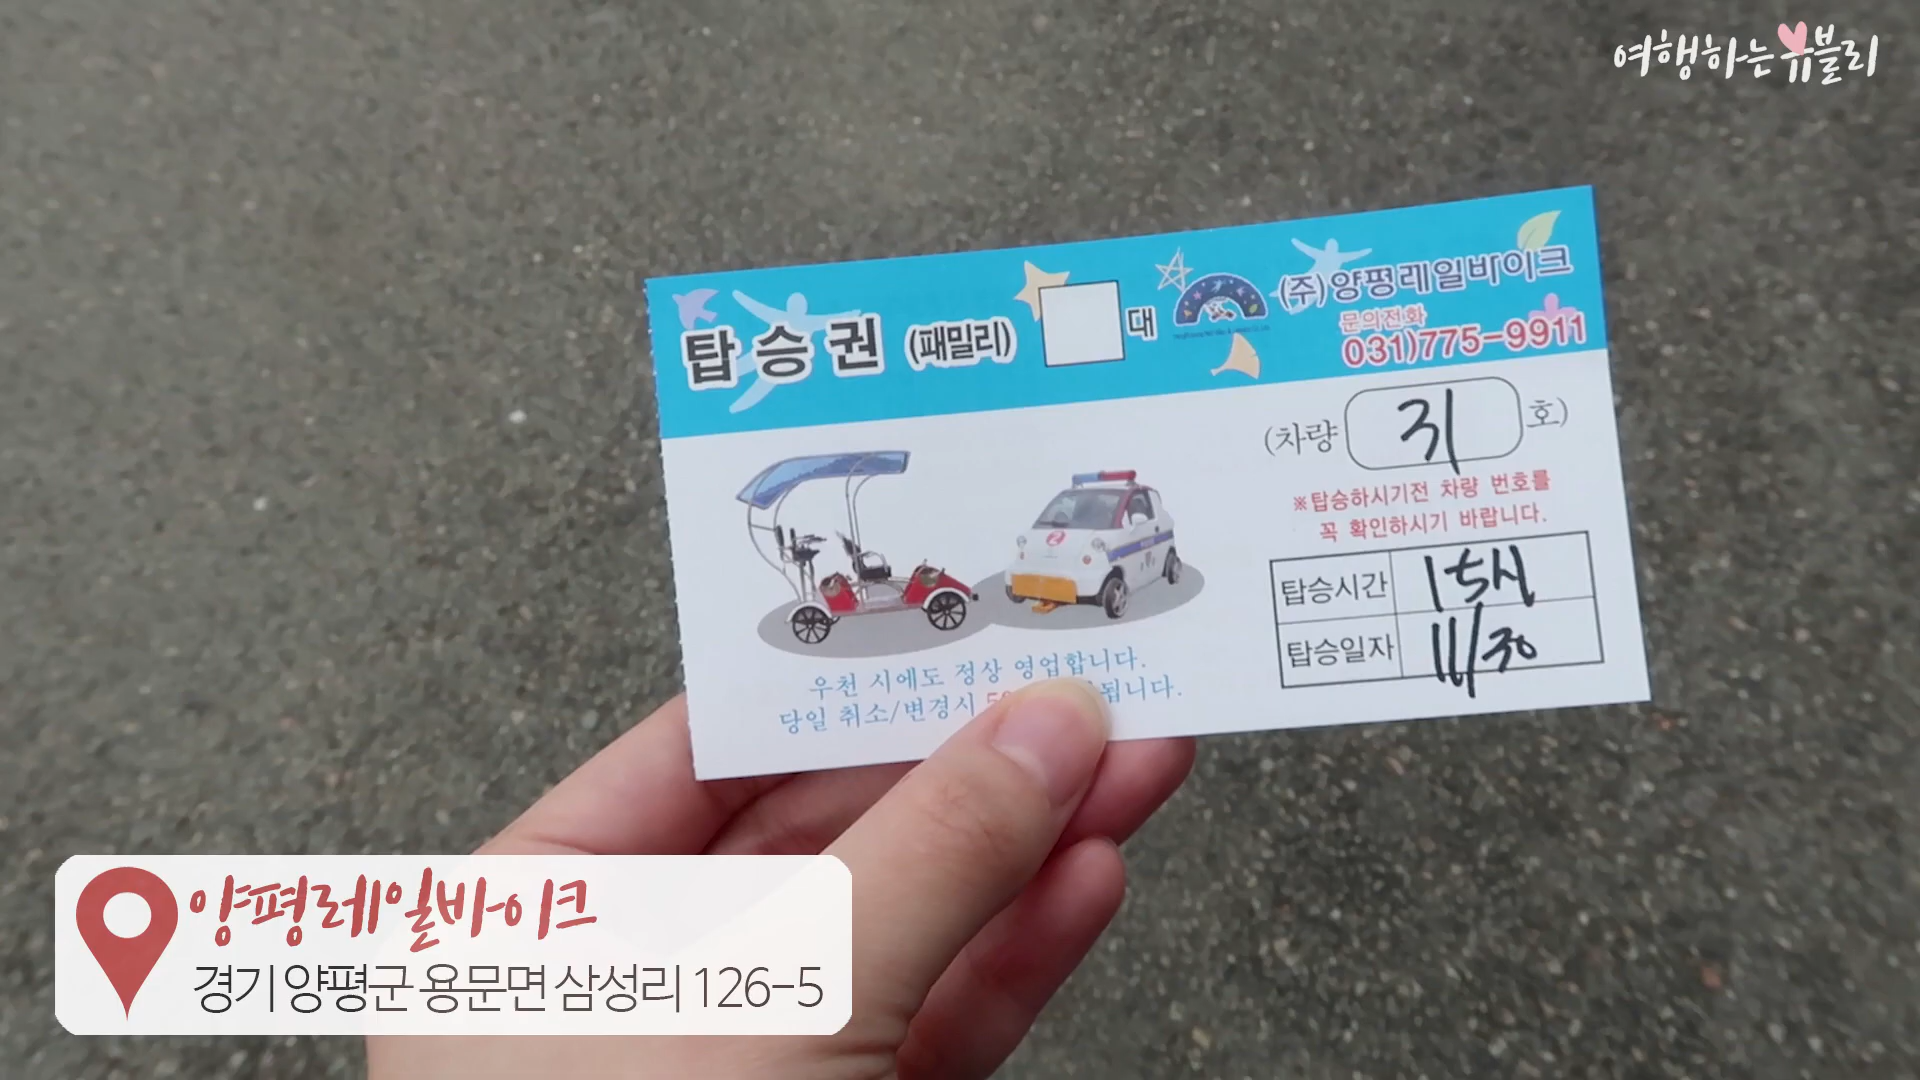 여행하는 유블리
탑승권 (패밀리) 대
(주)양평레일바이크
문의전화
031)775-9911
(차량 31 호)
※탑승하시기전 차량 번호를
꼭 확인하시기 바랍니다.
탑승시간 15시
탑승일자 11/30
우천 시에도 정상 영업합니다.
당일 취소/변경시 됩니다.
양평레일바이크
경기 양평군 용문면 삼성리 126-5